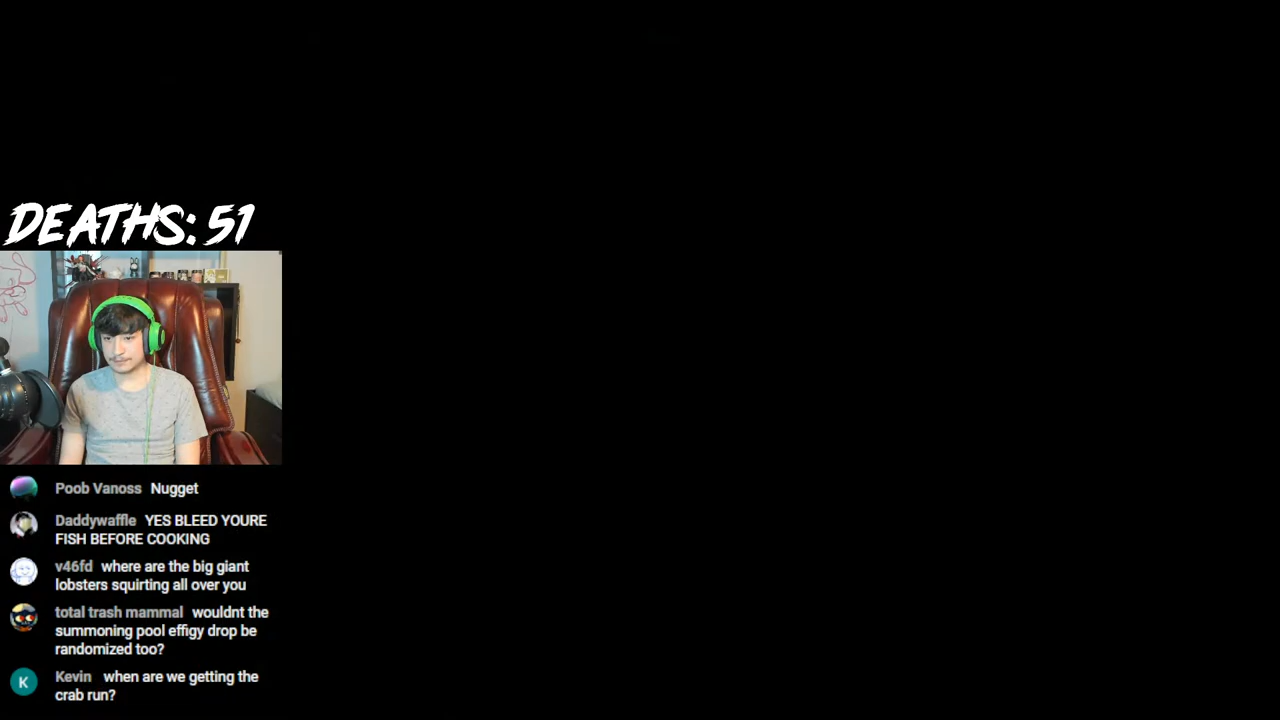 DEATHS: 51
Poob Vanoss Nugget
Daddywaffle YES BLEED YOURE
FISH BEFORE COOKING
v46fd where are the big giant
lobsters squirting all over you
total trash mammal wouldnt the
summoning pool effigy drop be
randomized too?
K
Kevin when are we getting the
crab run?